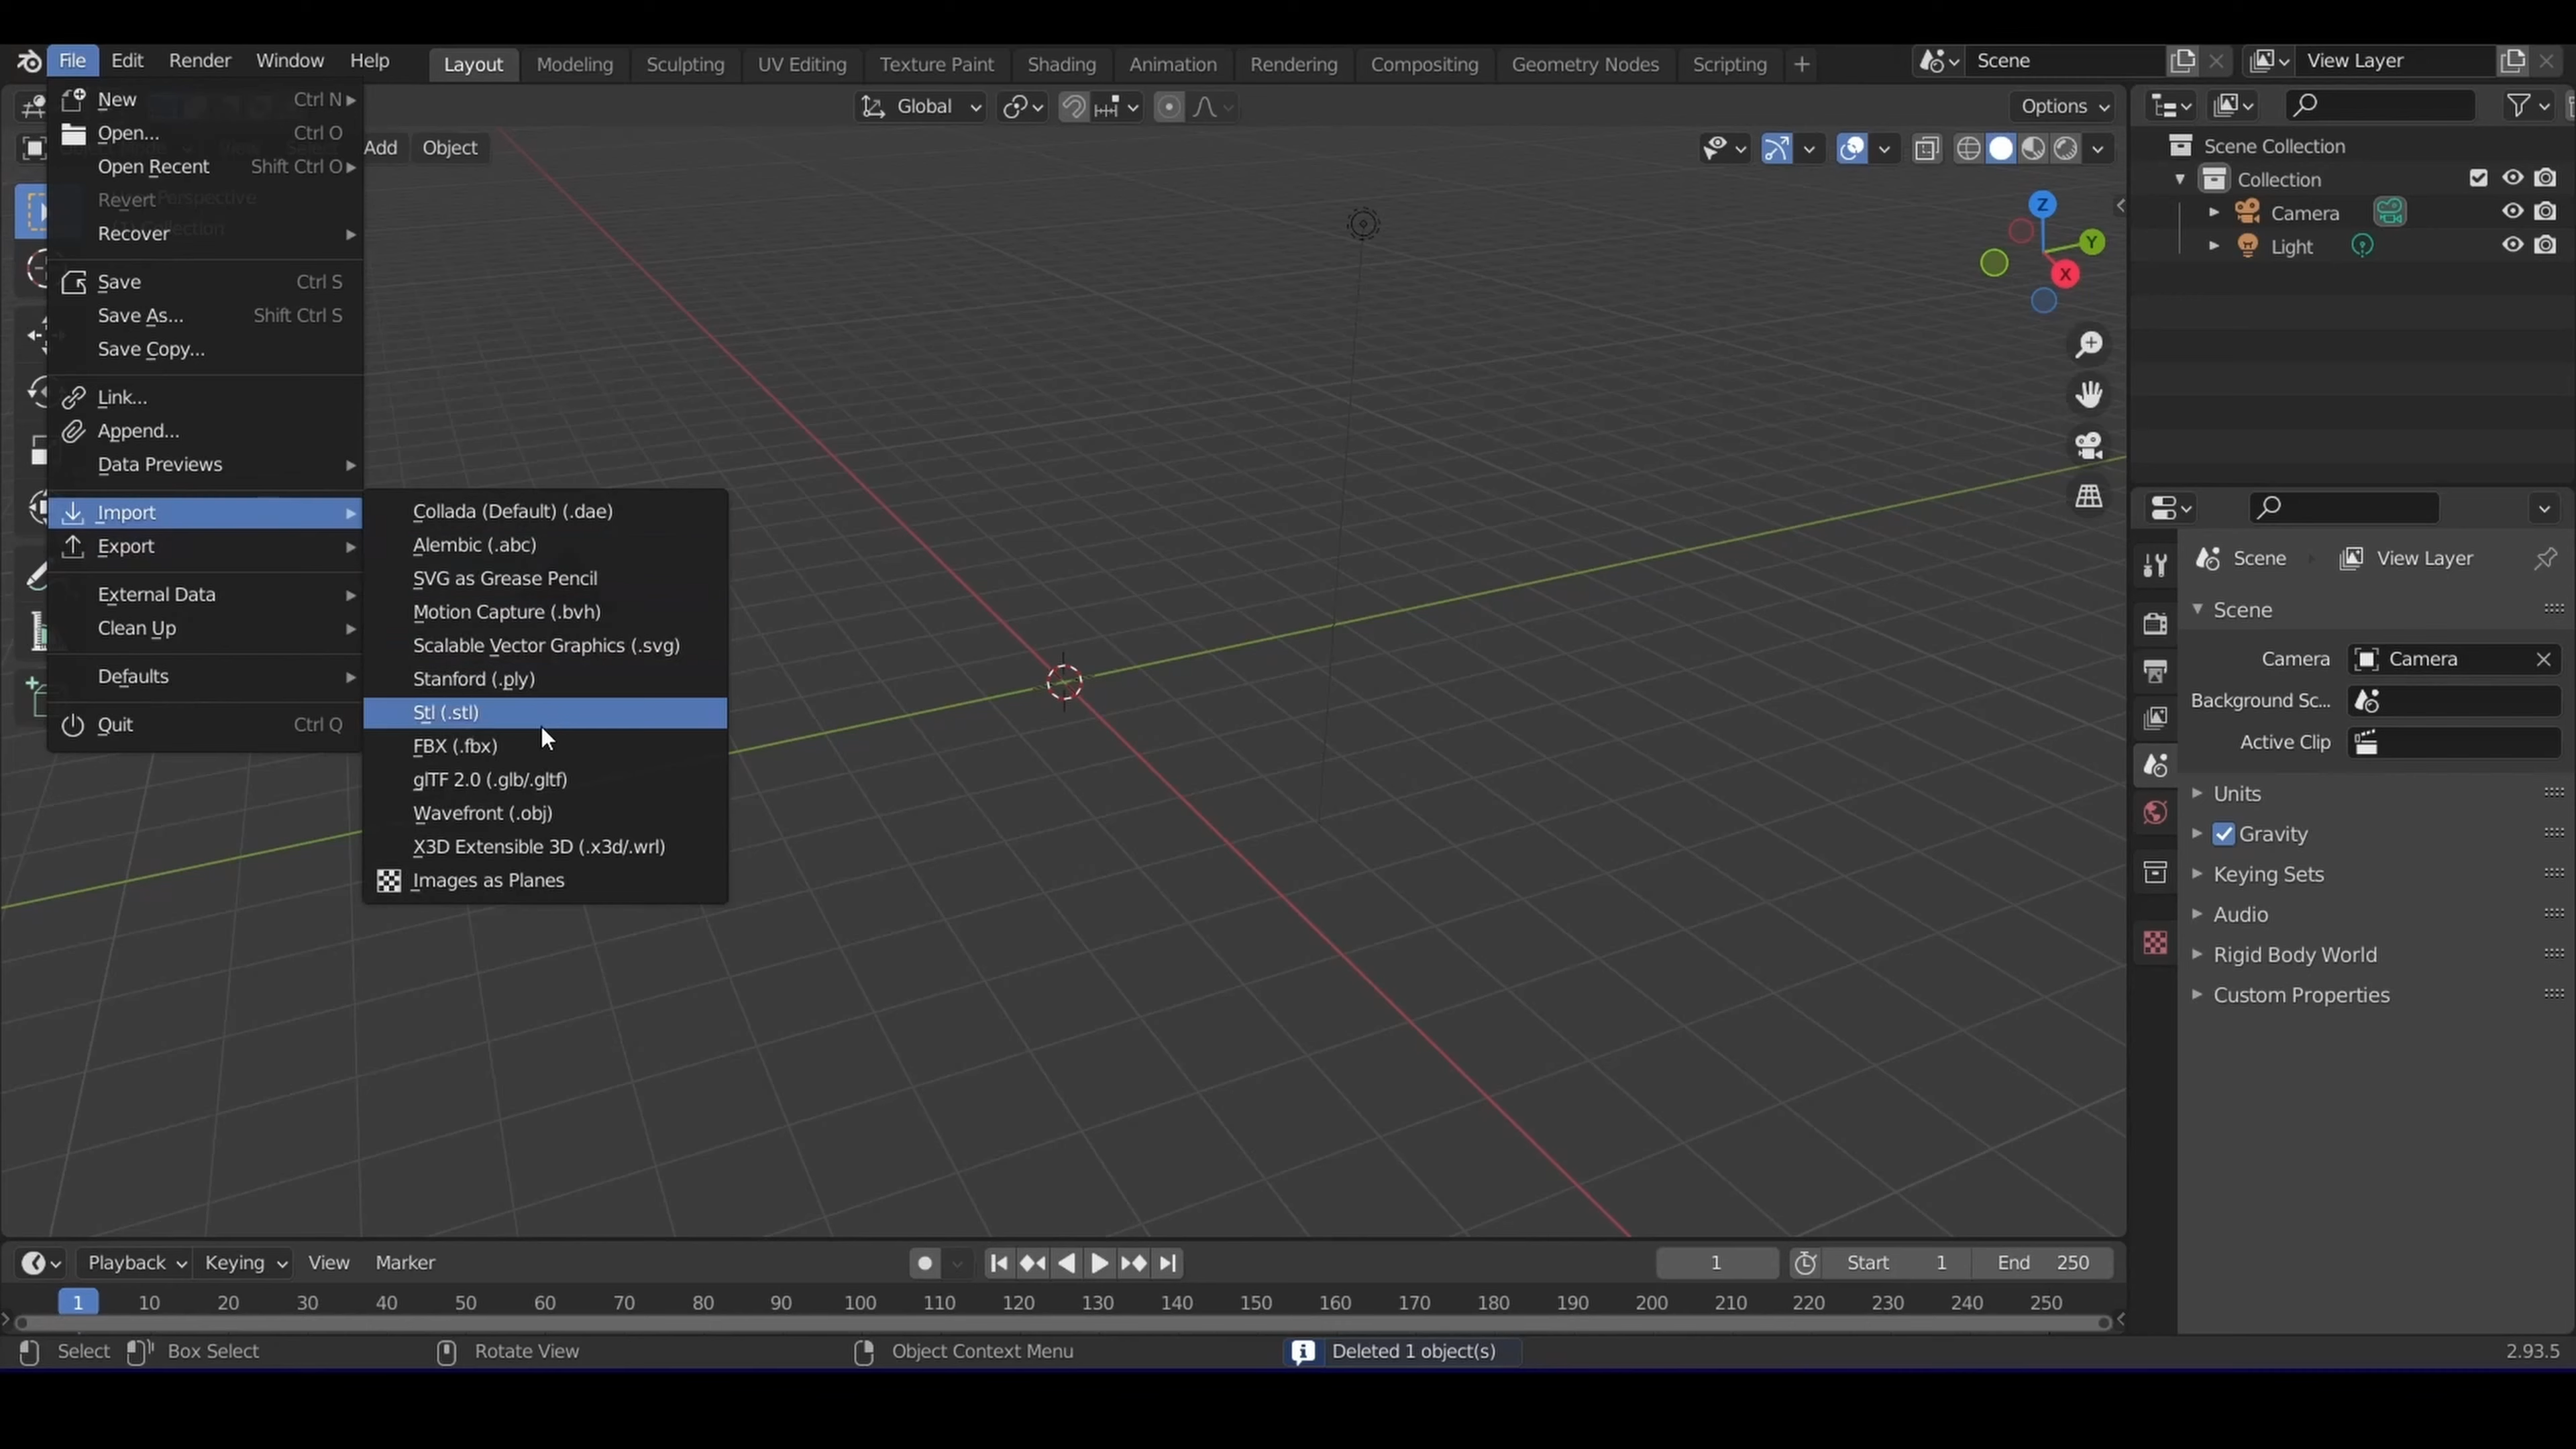 File Edit Render Window Help Layout Modeling Sculpting UV Editing Texture Paint Shading Animation Rendering Compositing Geometry Nodes Scripting + Scene View Layer
New Ctrl N
Global
Options
Open... Ctrl O
Add Object
Scene Collection
Open Recent Shift Ctrl O
Collection
Revert
Perspective
Camera
Recover
Collection
Light
Z
Y
X
Save Ctrl S
Save As... Shift Ctrl S
Save Copy...
Link...
Append...
Data Previews
Import
Export
External Data
Clean Up
Defaults
Quit Ctrl Q
Collada (Default) (.dae)
Alembic (.abc)
SVG as Grease Pencil
Motion Capture (.bvh)
Scalable Vector Graphics (.svg)
Stanford (.ply)
Stl (.stl)
FBX (.fbx)
glTF 2.0 (.glb/.gltf)
Wavefront (.obj)
X3D Extensible 3D (.x3d/.wrl)
Images as Planes
Scene View Layer
Scene
Camera Camera
Background Sc...
Active Clip
Units
Gravity
Keying Sets
Audio
Rigid Body World
Custom Properties
Playback Keying View Marker 1 Start 1 End 250
1 10 20 30 40 50 60 70 80 90 100 110 120 130 140 150 160 170 180 190 200 210 220 230 240 250
Select Box Select Rotate View Object Context Menu Deleted 1 object(s) 2.93.5